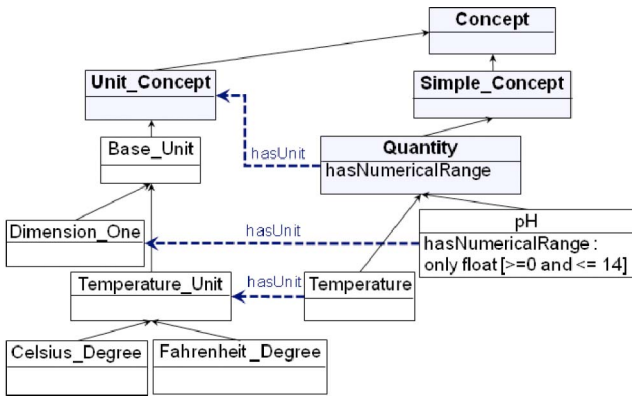 Concept
Unit_Concept
Simple_Concept
Base_Unit
hasUnit
Quantity
hasNumericalRange
Dimension_One
hasUnit
pH
hasNumericalRange :
only float [>=0 and <= 14]
Temperature_Unit
hasUnit
Temperature
Celsius_Degree
Fahrenheit_Degree